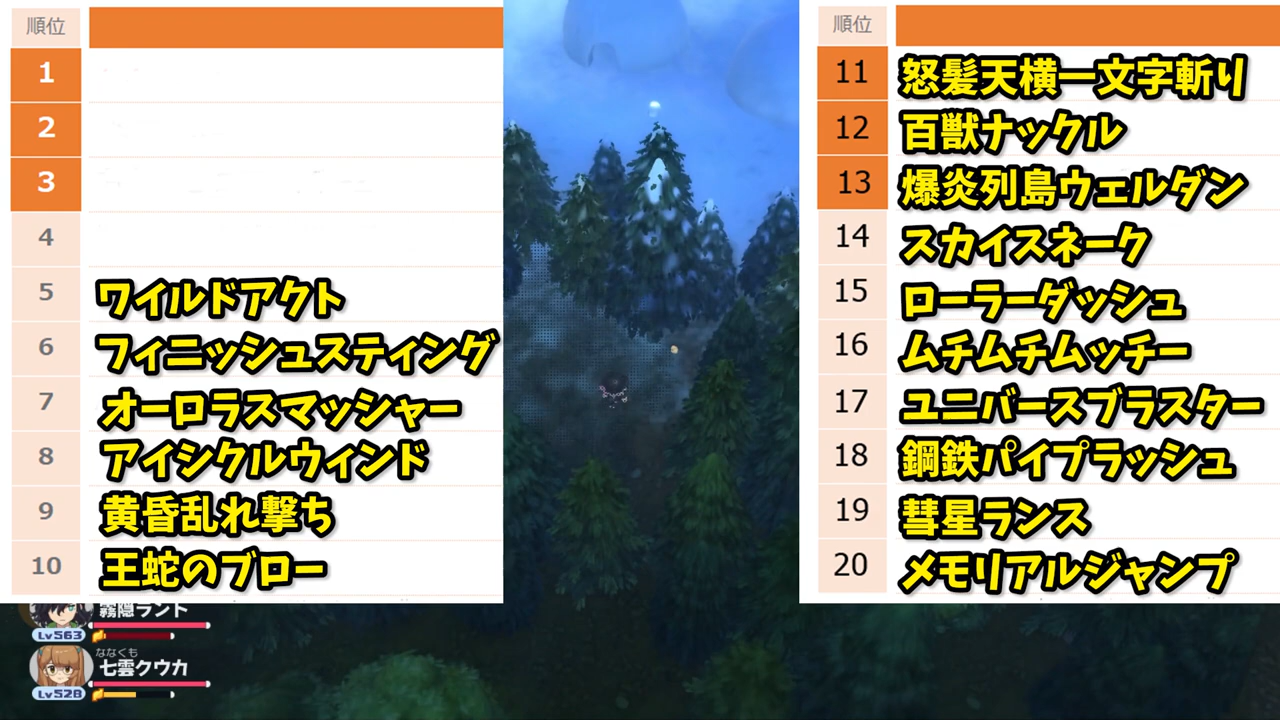 順位
1
2
3
4
5 ワイルドアクト
6 フィニッシュスティング
7 オーロラスマッシャー
8 アイシクルウィンド
9 黄昏乱れ撃ち
10 王蛇のブロー
順位
11 怒髪天横一文字斬り
12 百獣ナックル
13 爆炎列島ウェルダン
14 スカイスネーク
15 ローラーダッシュ
16 ムチムチムッチー
17 ユニバースブラスター
18 鋼鉄パイプラッシュ
19 彗星ランス
20 メモリアルジャンプ
霧隠ラント
Lv563
ななくも
七雲クウカ
Lv528